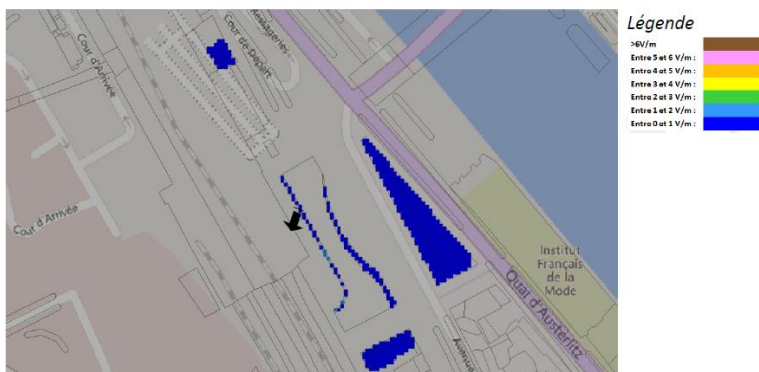 Cour d'Arrivée
Messageries
Cour de Départ
Cour d'Arrivée
Institut
Français
de la
Mode
Quai d'Austerlitz
Avenue
Légende
>6V/m
Entre 5 et 6 V/m :
Entre 4 et 5 V/m :
Entre 3 et 4 V/m :
Entre 2 et 3 V/m :
Entre 1 et 2 V/m :
Entre 0 et 1 V/m :